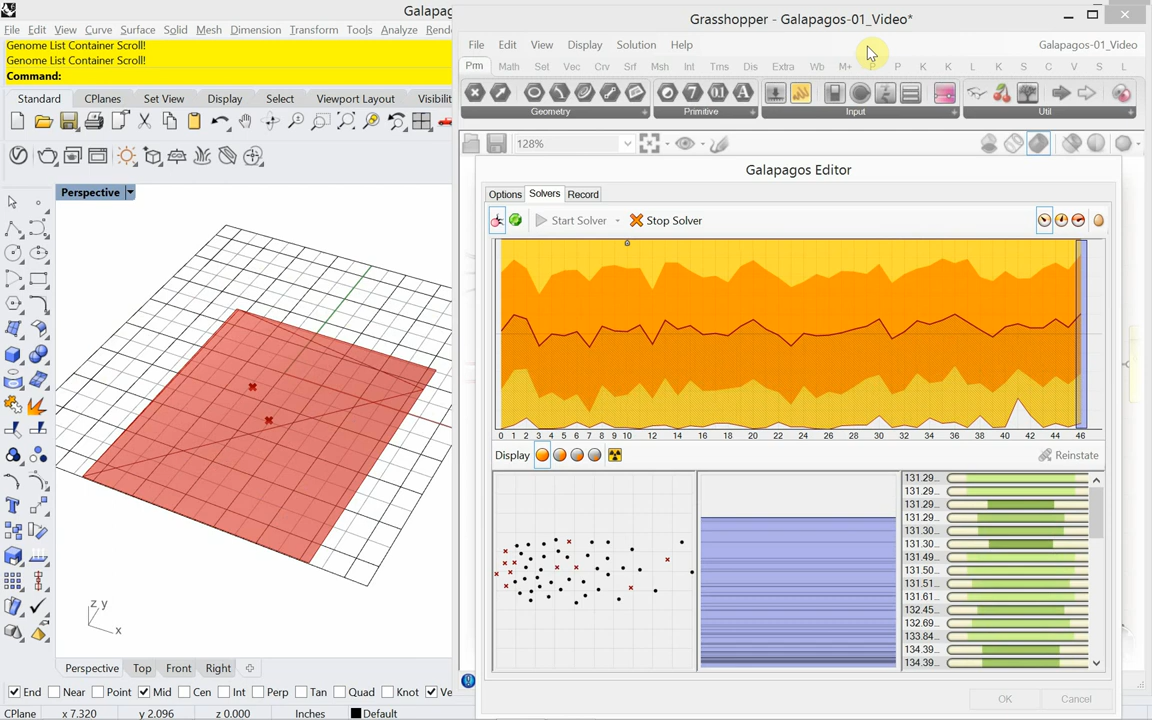 Galapag
File Edit View Curve Surface Solid Mesh Dimension Transform Tools Analyze Rend
Genome List Container Scroll!
Genome List Container Scroll!
Command:
Standard CPlanes Set View Display Select Viewport Layout Visibili
Perspective
z y
x
Perspective Top Front Right
End Near Point Mid Cen Int Perp Tan Quad Knot Ve
CPlane x 7.320 y 2.096 z 0.000 Inches Default
Grasshopper - Galapagos-01_Video*
File Edit View Display Solution Help Galapagos-01_Video
Prm Math Set Vec Crv Srf Msh Int Trns Dis Extra Wb M+ P P K K L K S C M V S L
Geometry Primitive Input Util
128%
Galapagos Editor
Options Solvers Record
Start Solver Stop Solver
0 1 2 3 4 5 6 7 8 9 10 12 14 16 18 20 22 24 26 28 30 32 34 36 38 40 42 44 46
Display Reinstate
131.29...
131.29...
131.29...
131.29...
131.30...
131.30...
131.49...
131.50...
131.51...
131.61...
132.45...
132.69...
133.84...
134.39...
134.39...
OK Cancel